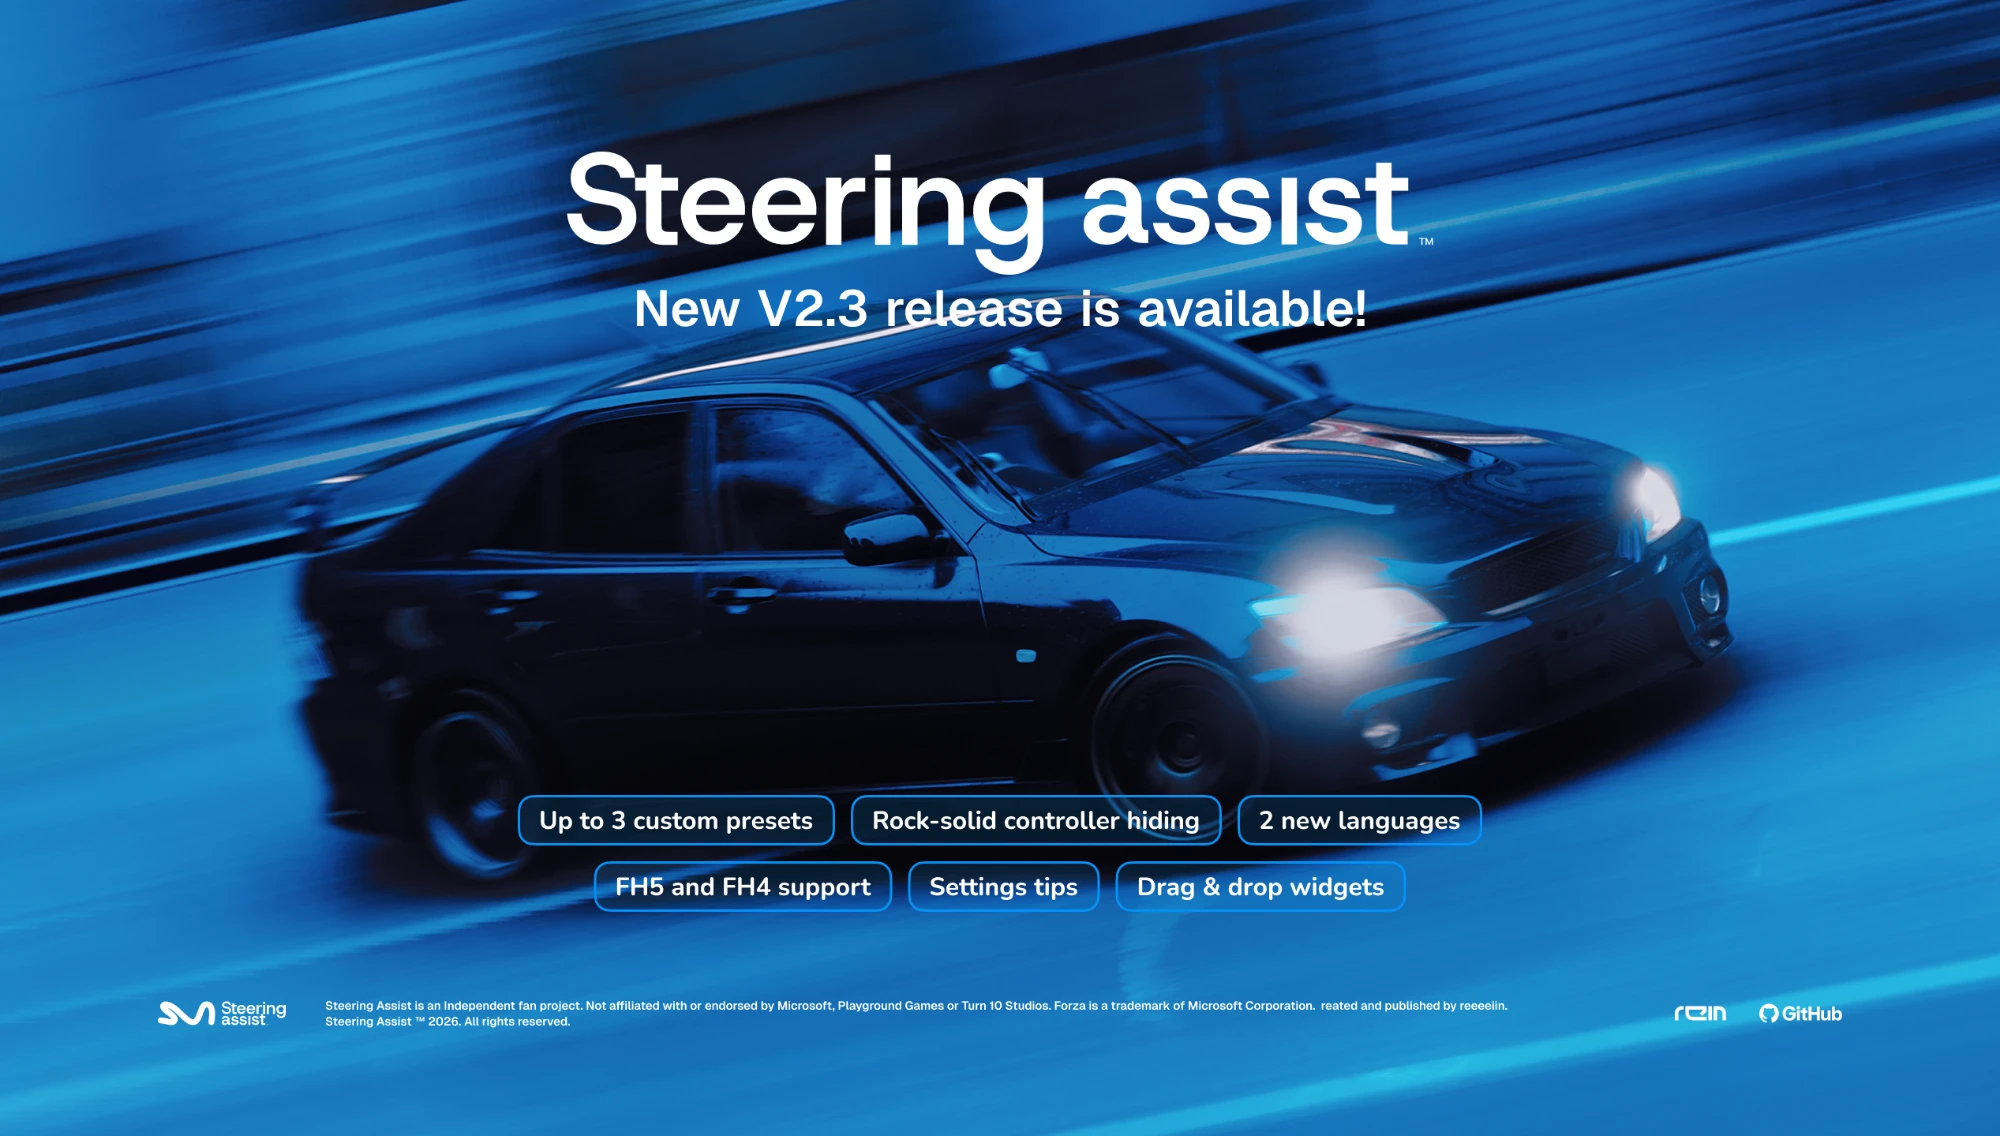 Steering assist ™
New V2.3 release is available!
Up to 3 custom presets
Rock-solid controller hiding
2 new languages
FH5 and FH4 support
Settings tips
Drag & drop widgets
Steering
assist
Steering Assist is an Independent fan project. Not affiliated with or endorsed by Microsoft, Playground Games or Turn 10 Studios. Forza is a trademark of Microsoft Corporation.  reated and published by reeeeiin.
Steering Assist ™ 2026. All rights reserved.
rein
GitHub